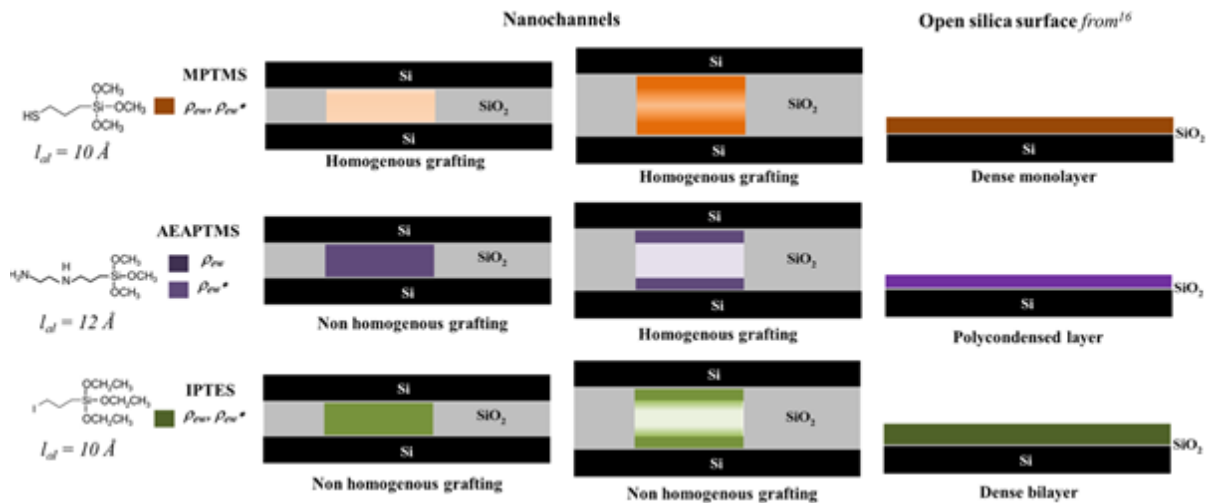 Nanochannels
Open silica surface from16
MPTMS
ρew, ρew*
HS
Si
OCH3
OCH3
OCH3
lal = 10 Å
Si
SiO2
Si
Homogenous grafting
Si
SiO2
Si
Homogenous grafting
SiO2
Si
Dense monolayer
AEAPTMS
ρew
ρew*
H2N
H
N
Si
OCH3
OCH3
OCH3
lal = 12 Å
Si
SiO2
Si
Non homogenous grafting
Si
SiO2
Si
Homogenous grafting
SiO2
Si
Polycondensed layer
IPTES
ρew, ρew*
I
Si
OCH2CH3
OCH2CH3
OCH2CH3
lal = 10 Å
Si
SiO2
Si
Non homogenous grafting
Si
SiO2
Si
Non homogenous grafting
SiO2
Si
Dense bilayer